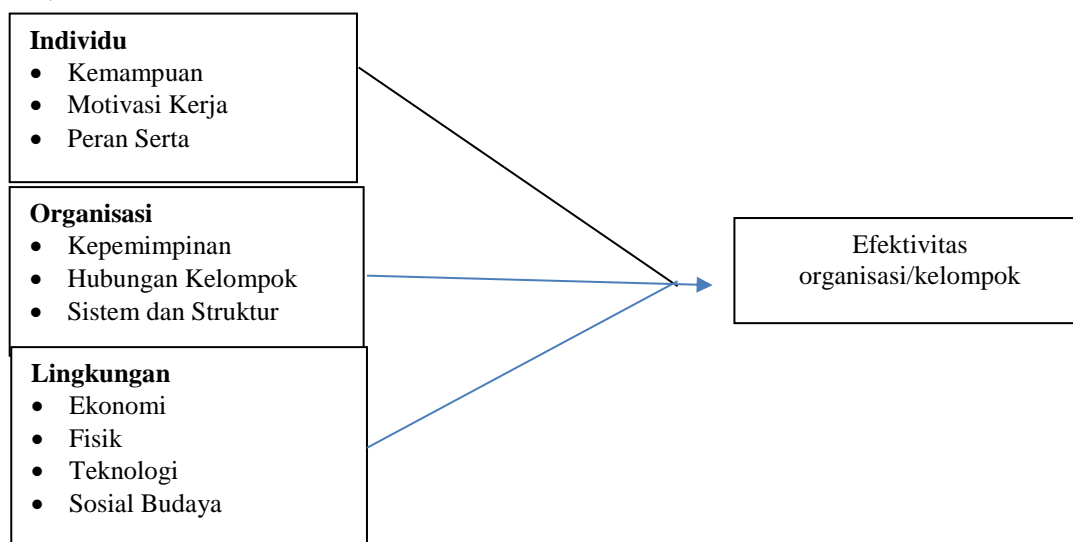 Individu
• Kemampuan
• Motivasi Kerja
• Peran Serta
Organisasi
• Kepemimpinan
• Hubungan Kelompok
• Sistem dan Struktur
Lingkungan
• Ekonomi
• Fisik
• Teknologi
• Sosial Budaya
Efektivitas
organisasi/kelompok